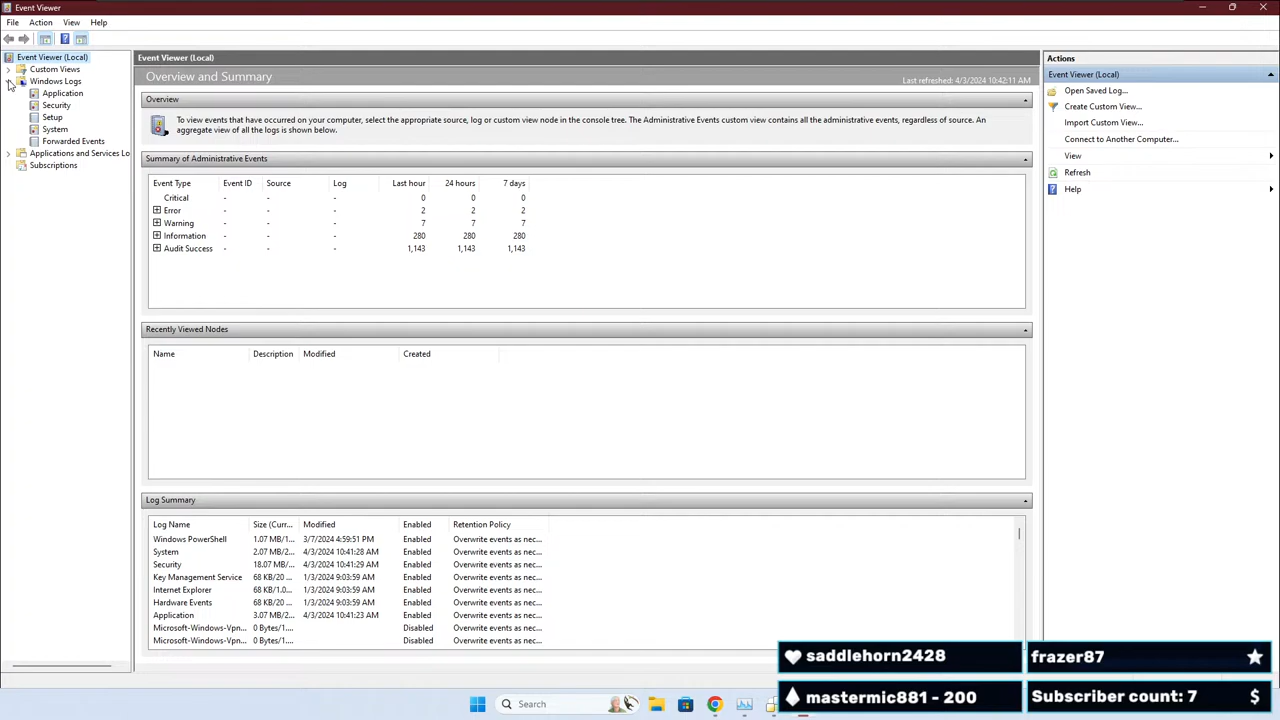 Event Viewer
File Action View Help
Event Viewer (Local)
Custom Views
Windows Logs
Application
Security
Setup
System
Forwarded Events
Applications and Services Lo
Subscriptions
Event Viewer (Local)
Overview and Summary
Last refreshed: 4/3/2024 10:42:11 AM
Overview
To view events that have occurred on your computer, select the appropriate source, log or custom view node in the console tree. The Administrative Events custom view contains all the administrative events, regardless of source. An
aggregate view of all the logs is shown below.
Summary of Administrative Events
Event Type Event ID Source Log Last hour 24 hours 7 days
Critical - - - 0 0 0
Error - - - 2 2 2
Warning - - - 7 7 7
Information - - - 280 280 280
Audit Success - - - 1,143 1,143 1,143
Recently Viewed Nodes
Name Description Modified Created
Log Summary
Log Name Size (Curr... Modified Enabled Retention Policy
Windows PowerShell 1.07 MB/1... 3/7/2024 4:59:51 PM Enabled Overwrite events as nec...
System 2.07 MB/2... 4/3/2024 10:41:28 AM Enabled Overwrite events as nec...
Security 18.07 MB/... 4/3/2024 10:41:29 AM Enabled Overwrite events as nec...
Key Management Service 68 KB/20 ... 1/3/2024 9:03:59 AM Enabled Overwrite events as nec...
Internet Explorer 68 KB/1.0... 1/3/2024 9:03:59 AM Enabled Overwrite events as nec...
Hardware Events 68 KB/20 ... 1/3/2024 9:03:59 AM Enabled Overwrite events as nec...
Application 3.07 MB/2... 4/3/2024 10:41:23 AM Enabled Overwrite events as nec...
Microsoft-Windows-Vpn... 0 Bytes/1... Disabled Overwrite events as nec...
Microsoft-Windows-Vpn... 0 Bytes/1... Disabled Overwrite events as nec...
Actions
Event Viewer (Local)
Open Saved Log...
Create Custom View...
Import Custom View...
Connect to Another Computer...
View
Refresh
Help
saddlehorn2428
frazer87
mastermic881 - 200
Subscriber count: 7 $
Search